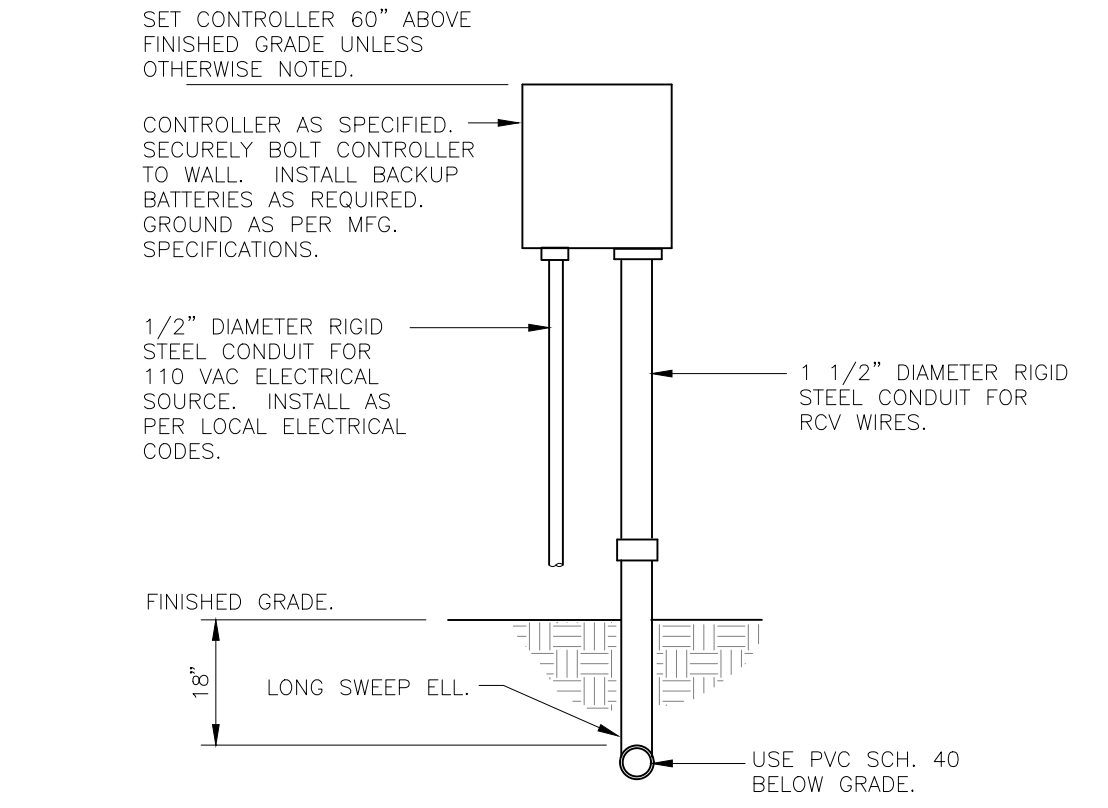 SET CONTROLLER 60” ABOVE
FINISHED GRADE UNLESS
OTHERWISE NOTED.
CONTROLLER AS SPECIFIED.
SECURELY BOLT CONTROLLER
TO WALL. INSTALL BACKUP
BATTERIES AS REQUIRED.
GROUND AS PER MFG.
SPECIFICATIONS.
1/2” DIAMETER RIGID
STEEL CONDUIT FOR
110 VAC ELECTRICAL
SOURCE. INSTALL AS
PER LOCAL ELECTRICAL
CODES.
1 1/2” DIAMETER RIGID
STEEL CONDUIT FOR
RCV WIRES.
FINISHED GRADE.
18”
LONG SWEEP ELL.
USE PVC SCH. 40
BELOW GRADE.